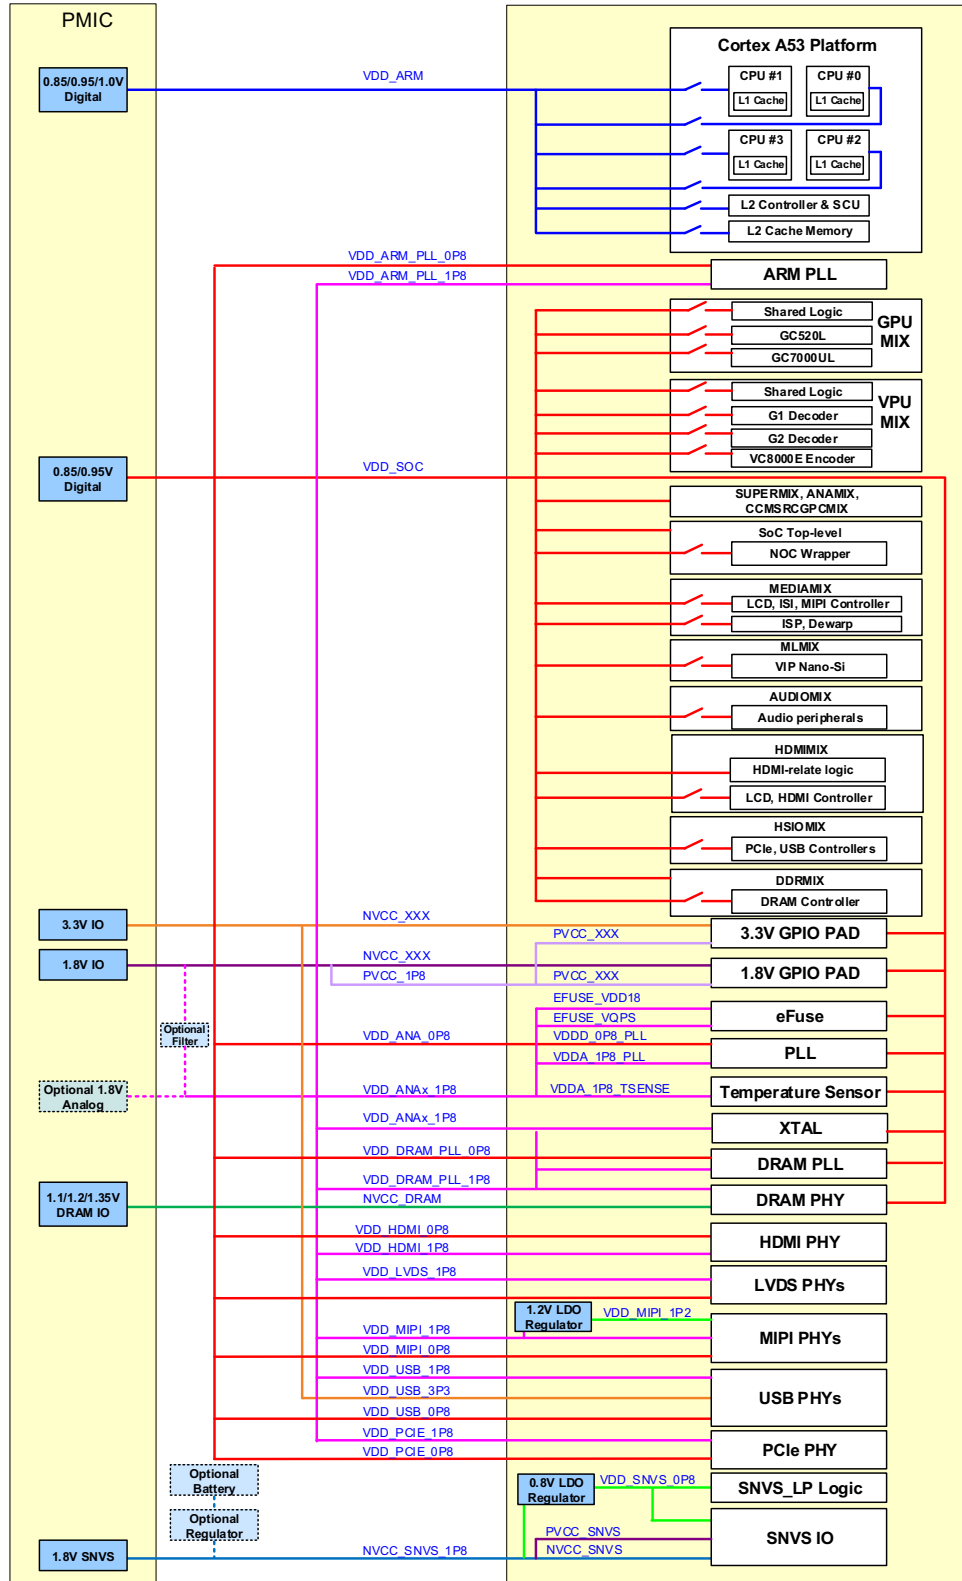 PMIC
Cortex A53 Platform
0.85/0.95/1.0V
Digital
VDD_ARM
CPU #1
L1 Cache
CPU #0
L1 Cache
CPU #3
L1 Cache
CPU #2
L1 Cache
L2 Controller & SCU
L2 Cache Memory
VDD_ARM_PLL_0P8
VDD_ARM_PLL_1P8
ARM PLL
Shared Logic
GC520L
GC7000UL
GPU
MIX
Shared Logic
G1 Decoder
G2 Decoder
VC8000E Encoder
VPU
MIX
0.85/0.95V
Digital
VDD_SOC
SUPERMIX, ANAMIX,
CCMSRCGPCMIX
SoC Top-level
NOC Wrapper
MEDIAMIX
LCD, ISI, MIPI Controller
ISP, Dewarp
MLMIX
VIP Nano-Si
AUDIOMIX
Audio peripherals
HDMIMIX
HDMI-relate logic
LCD, HDMI Controller
HSIOMIX
PCIe, USB Controllers
DDRMIX
DRAM Controller
3.3V IO
NVCC_XXX
PVCC_XXX
3.3V GPIO PAD
1.8V IO
NVCC_XXX
PVCC_1P8
PVCC_XXX
1.8V GPIO PAD
EFUSE_VDD18
EFUSE_VQPS
eFuse
Optional
Filter
VDD_ANA_0P8
VDDD_0P8_PLL
VDDA_1P8_PLL
PLL
Optional 1.8V
Analog
VDD_ANAx_1P8
VDDA_1P8_TSENSE
Temperature Sensor
VDD_ANAx_1P8
XTAL
VDD_DRAM_PLL_0P8
DRAM PLL
VDD_DRAM_PLL_1P8
1.1/1.2/1.35V
DRAM IO
NVCC_DRAM
DRAM PHY
VDD_HDMI_0P8
VDD_HDMI_1P8
HDMI PHY
VDD_LVDS_1P8
LVDS PHYs
1.2V LDO
Regulator
VDD_MIPI_1P2
VDD_MIPI_1P8
VDD_MIPI_0P8
MIPI PHYs
VDD_USB_1P8
VDD_USB_3P3
VDD_USB_0P8
USB PHYs
VDD_PCIE_1P8
VDD_PCIE_0P8
PCIe PHY
Optional
Battery
0.8V LDO
Regulator
VDD_SNVS_0P8
SNVS_LP Logic
Optional
Regulator
PVCC_SNVS
SNVS IO
1.8V SNVS
NVCC_SNVS_1P8
NVCC_SNVS